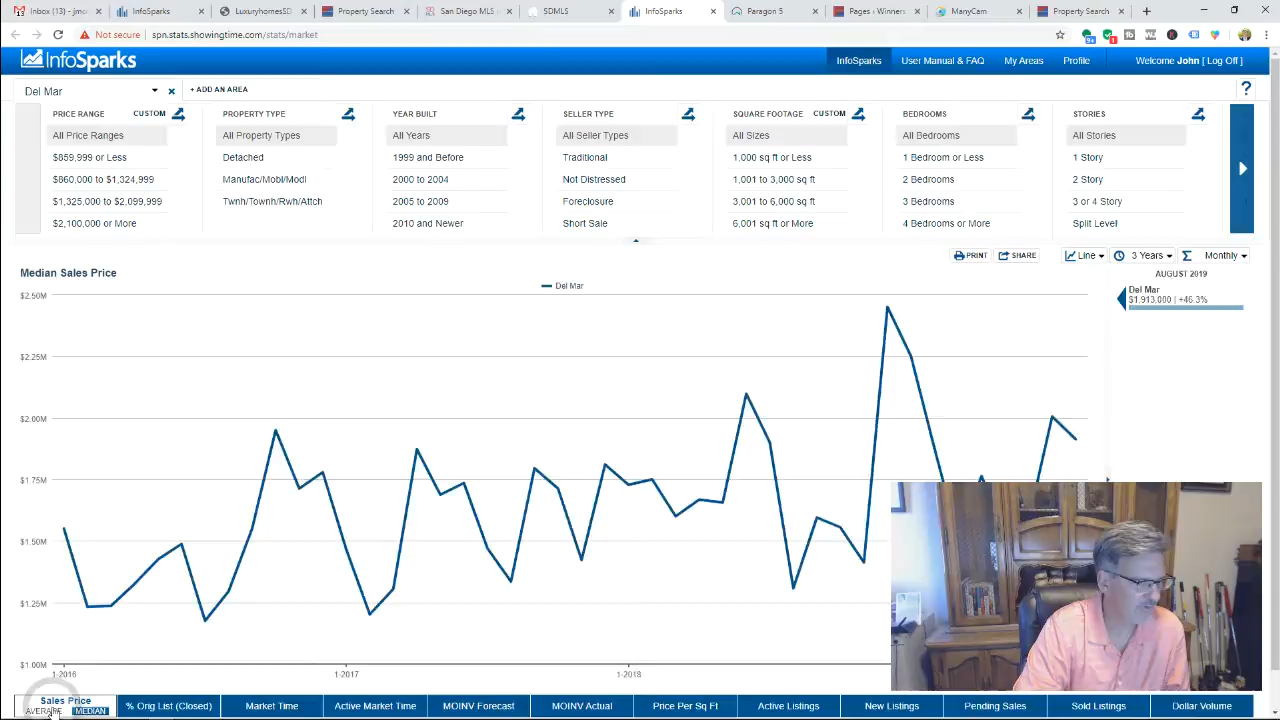 Inbox (13) - jmc
InfoSparks
LuxuryhomesSD
Property Search
San Diego MLS
SDMLS
InfoSparks
Paragon 5
Pages ‹ Winners
ManyCam
Property Search
Not secure | spn.stats.showingtime.com/stats/market
InfoSparks
InfoSparks User Manual & FAQ My Areas Profile Welcome John [ Log Off ]
Del Mar + ADD AN AREA ?
PRICE RANGE CUSTOM PROPERTY TYPE YEAR BUILT SELLER TYPE SQUARE FOOTAGE CUSTOM BEDROOMS STORIES
All Price Ranges All Property Types All Years All Seller Types All Sizes All Bedrooms All Stories
$859,999 or Less Detached 1999 and Before Traditional 1,000 sq ft or Less 1 Bedroom or Less 1 Story
$860,000 to $1,324,999 Manufac/Mobl/Modl 2000 to 2004 Not Distressed 1,001 to 3,000 sq ft 2 Bedrooms 2 Story
$1,325,000 to $2,099,999 Twnh/Townh/Rwh/Attch 2005 to 2009 Foreclosure 3,001 to 6,000 sq ft 3 Bedrooms 3 or 4 Story
$2,100,000 or More 2010 and Newer Short Sale 6,001 sq ft or More 4 Bedrooms or More Split Level
PRINT SHARE Line 3 Years Σ Monthly
Median Sales Price
AUGUST 2019
Del Mar
Del Mar
$1,913,000 | +46.3%
$2.50M
$2.25M
$2.00M
$1.75M
$1.50M
$1.25M
$1.00M
1-2016 1-2017 1-2018
Sales Price
AVERAGE MEDIAN
% Orig List (Closed) Market Time Active Market Time MOINV Forecast MOINV Actual Price Per Sq Ft Active Listings New Listings Pending Sales Sold Listings Dollar Volume